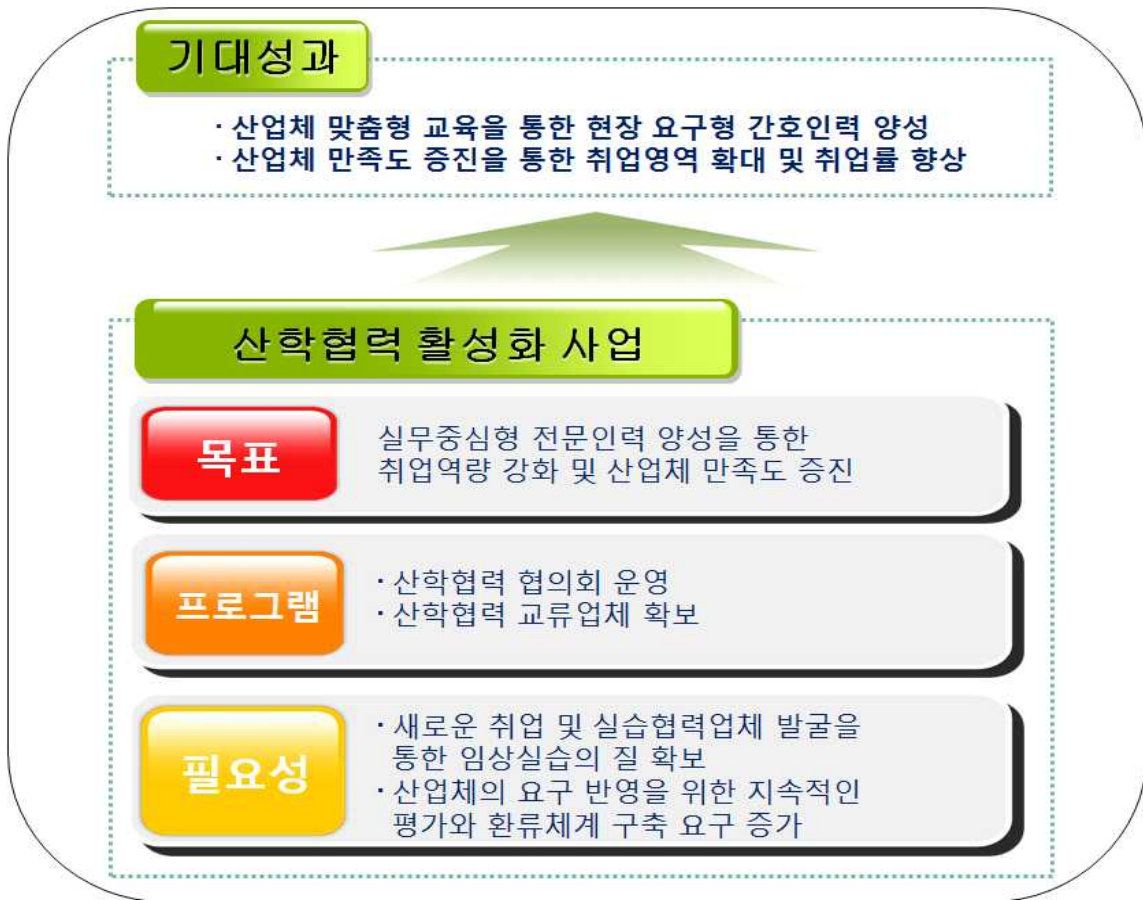 기대성과
· 산업체 맞춤형 교육을 통한 현장 요구형 간호인력 양성
· 산업체 만족도 증진을 통한 취업영역 확대 및 취업률 향상
산학협력 활성화 사업
목표
실무중심형 전문인력 양성을 통한
취업역량 강화 및 산업체 만족도 증진
프로그램
· 산학협력 협의회 운영
· 산학협력 교류업체 확보
필요성
· 새로운 취업 및 실습협력업체 발굴을
통한 임상실습의 질 확보
· 산업체의 요구 반영을 위한 지속적인
평가와 환류체계 구축 요구 증가